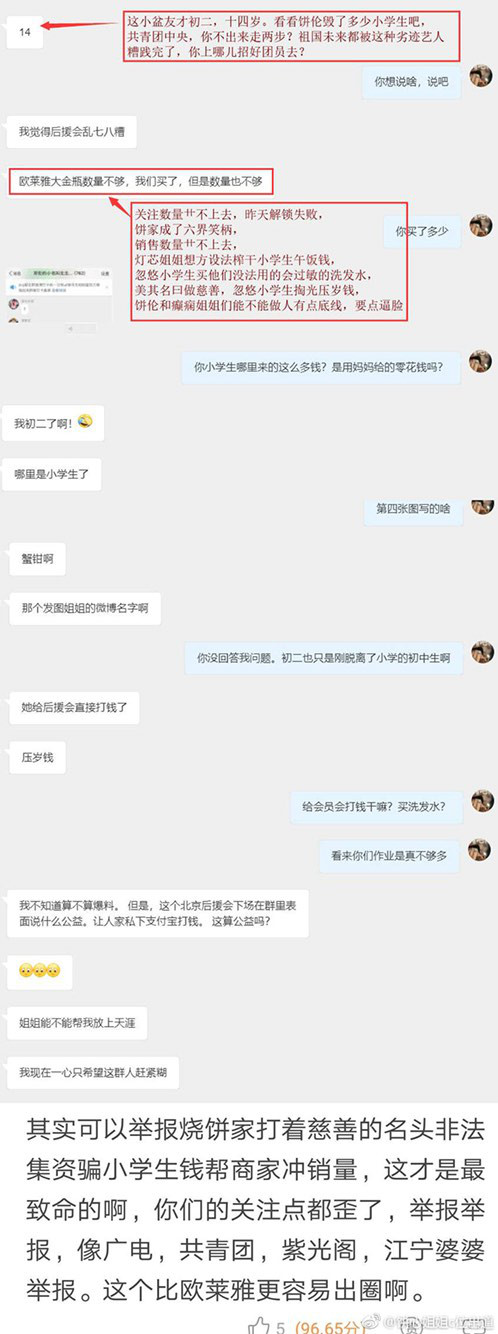 14
这小盆友才初二，十四岁。看看饼伦毁了多少小学生吧，
共青团中央，你不出来走两步？祖国未来都被这种劣迹艺人
糟践完了，你上哪儿招好团员去？
你想说啥，说吧
我觉得后援会乱七八糟
欧莱雅大金瓶数量不够，我们买了，但是数量也不够
关注数量艹不上去，昨天解锁失败，
饼家成了六界笑柄，
销售数量艹不上去，
灯芯姐姐想方设法榨干小学生午饭钱，
忽悠小学生买他们没法用的会过敏的洗发水，
美其名曰做慈善，忽悠小学生掏光压岁钱，
饼伦和癫痫姐姐们能不能做人有点底线，要点逼脸
你买了多少
你小学生哪里来的这么多钱？是用妈妈给的零花钱吗？
我初二了啊！
哪里是小学生了
第四张图写的啥
蟹钳啊
那个发图姐姐的微博名字啊
你没回答我问题。初二也只是刚脱离了小学的初中生啊
她给后援会直接打钱了
压岁钱
给会员会打钱干嘛？买洗发水？
看来你们作业是真不够多
我不知道算不算爆料。 但是，这个北京后援会下场在群里表
面说什么公益。让人家私下支付宝打钱。 这算公益吗？
姐姐能不能帮我放上天涯
我现在一心只希望这群人赶紧糊
其实可以举报烧饼家打着慈善的名头非法
集资骗小学生钱帮商家冲销量，这才是最
致命的啊，你们的关注点都歪了，举报举
报，像广电，共青团，紫光阁，江宁婆婆
举报。这个比欧莱雅更容易出圈啊。
5 (96.65分)